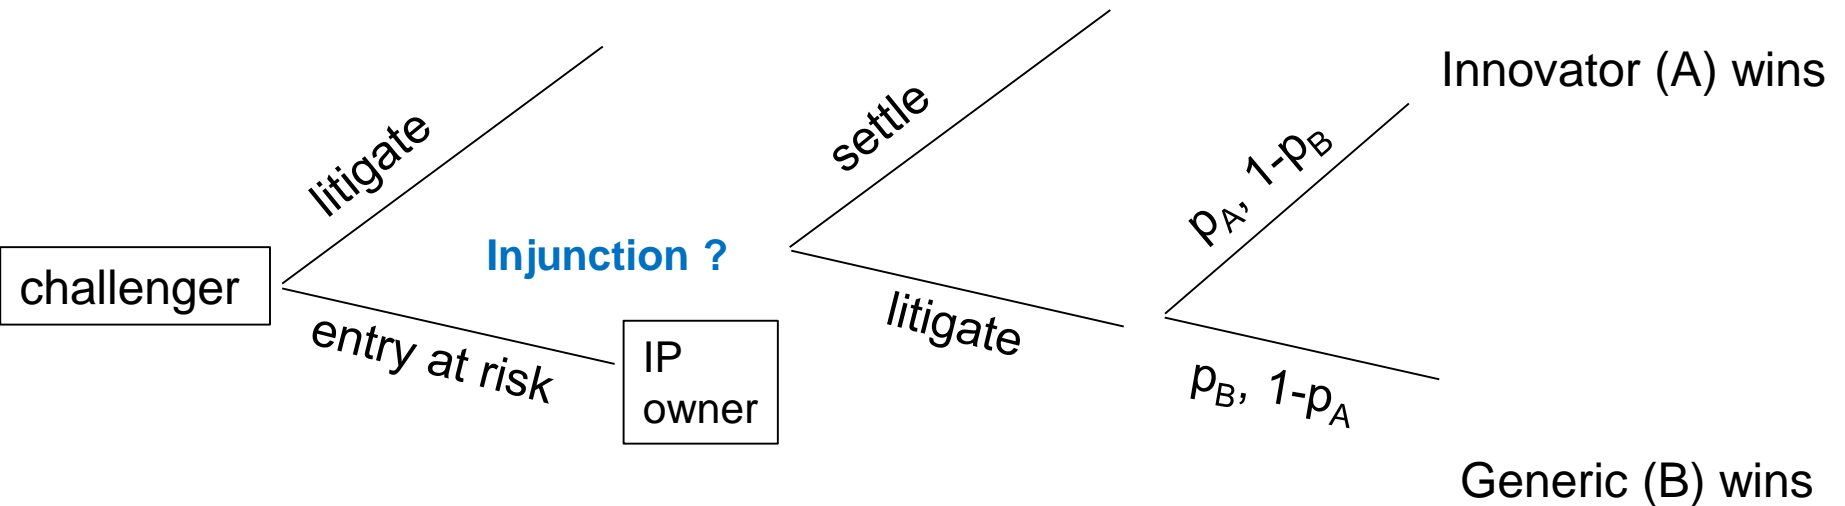 challenger
litigate
entry at risk
Injunction ?
IP
owner
settle
litigate
pA, 1-pB
pB, 1-pA
Innovator (A) wins
Generic (B) wins